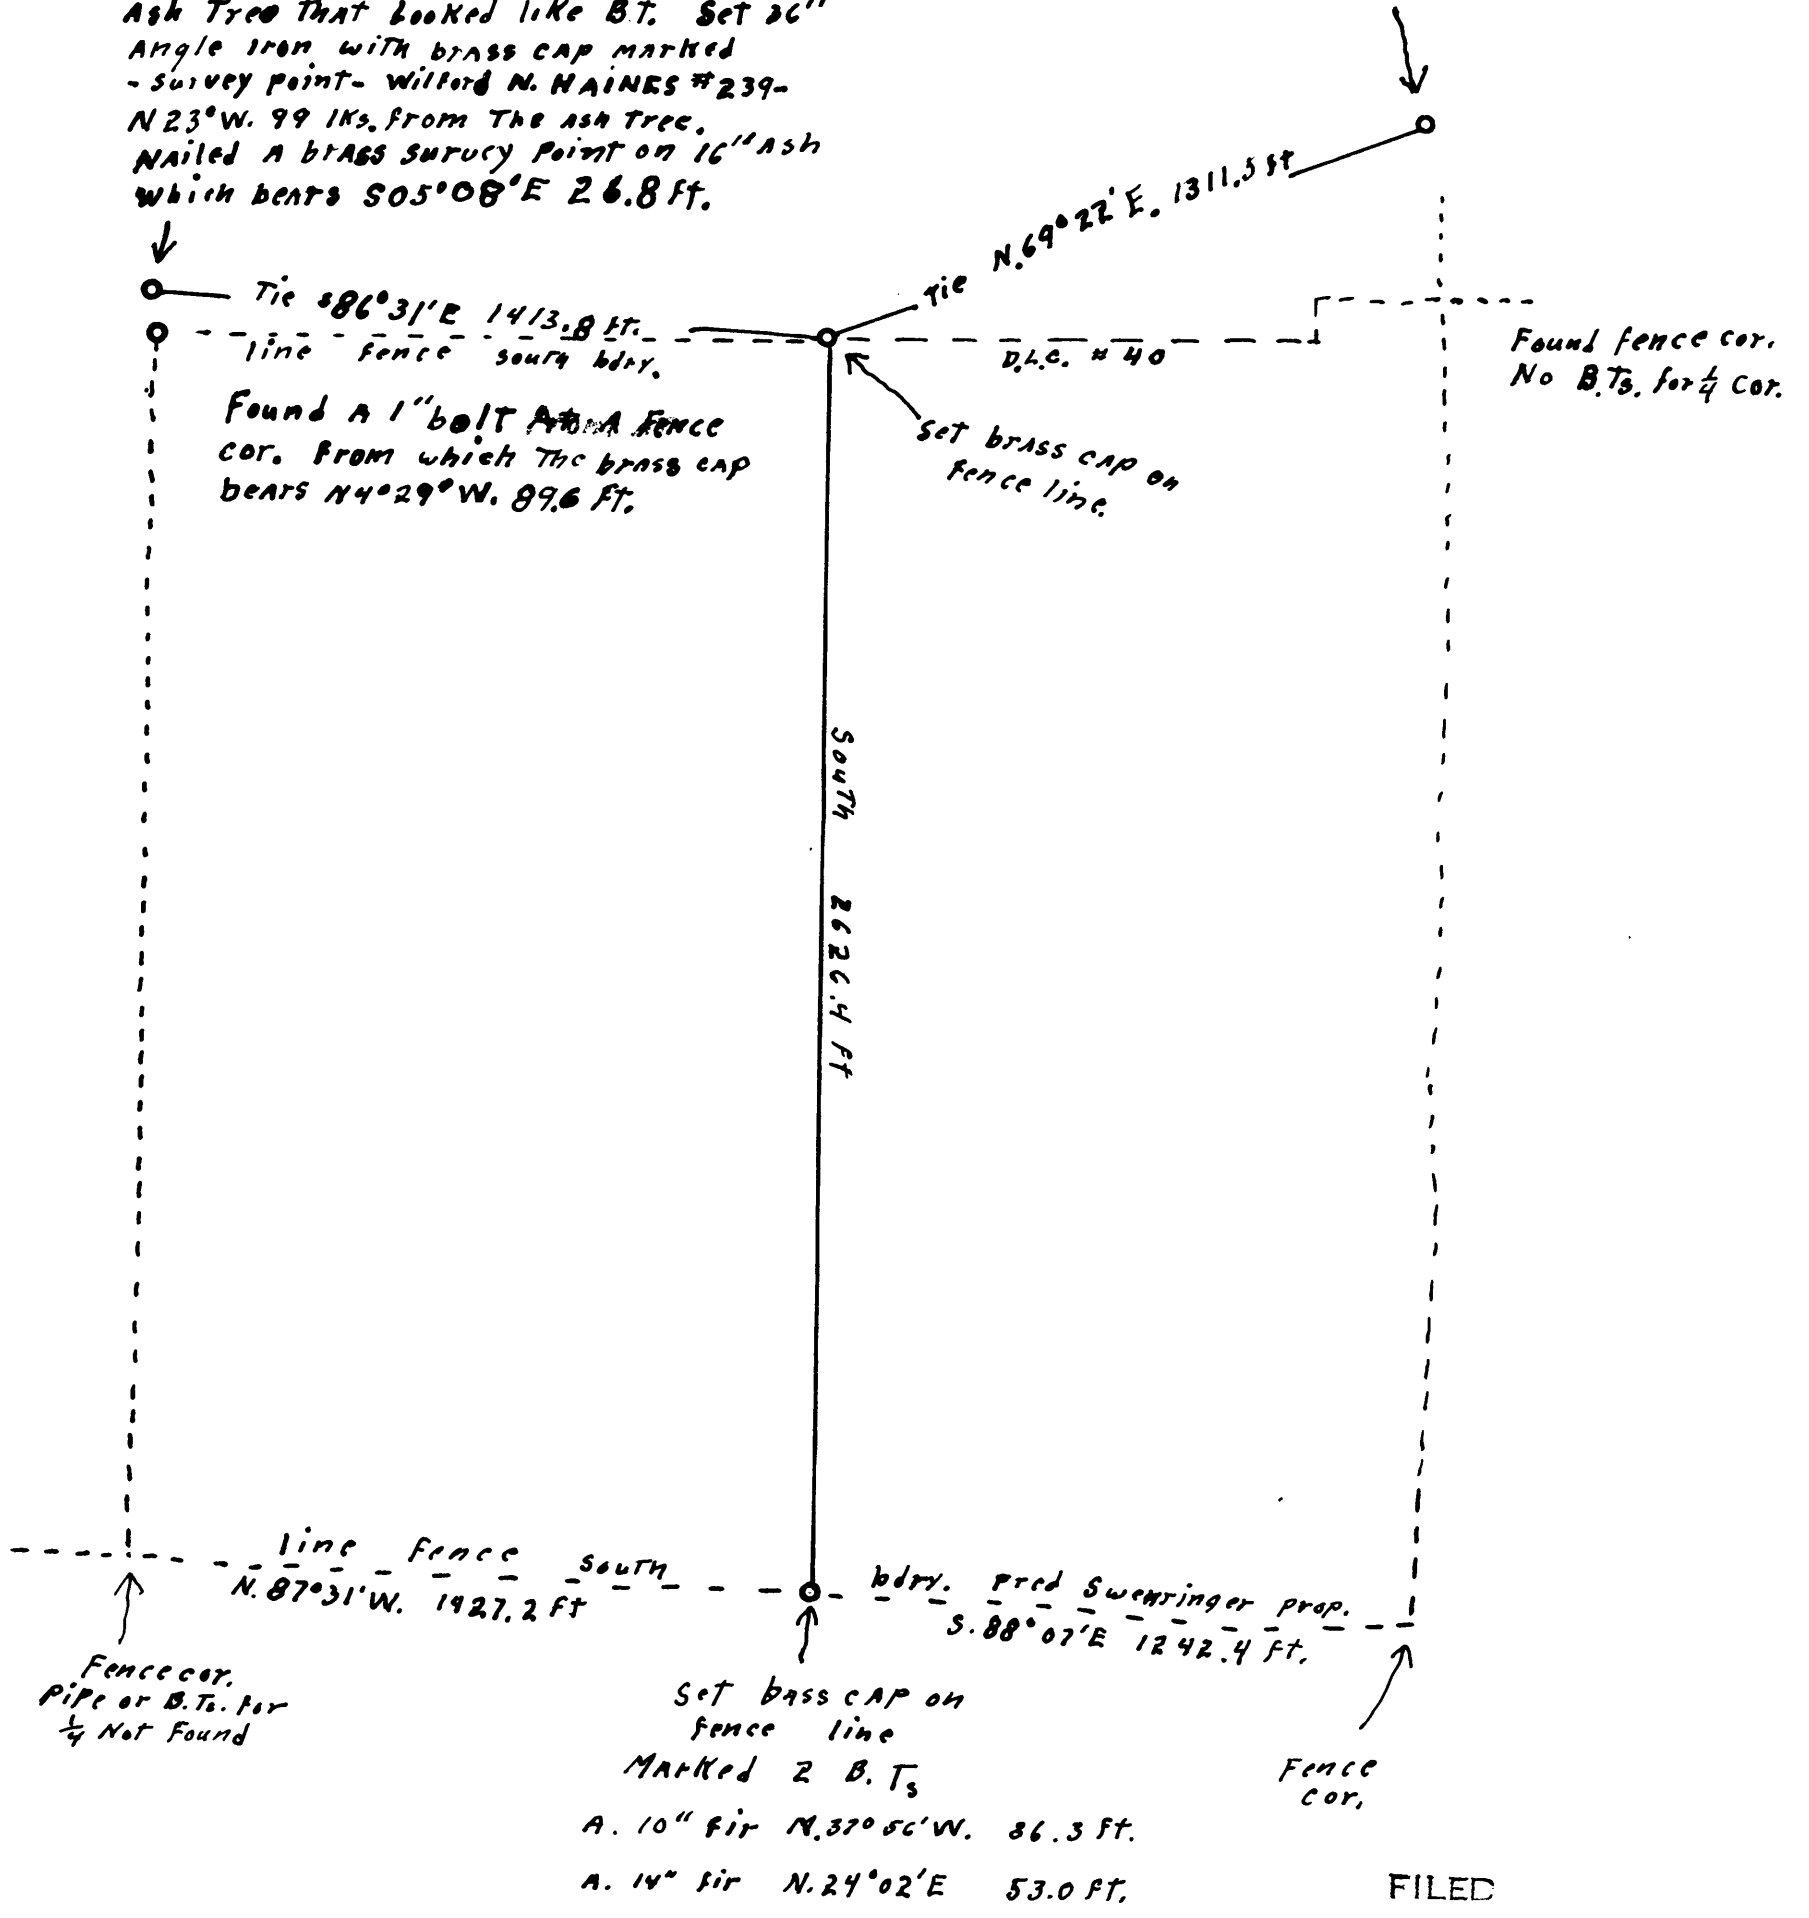 Ash Tree That Looked like B.T. Set 36"
Angle Iron with brass cap marked
- survey point- Wilford N. HAINES #239-
N 23° W. 99 lKs. from The Ash Tree.
Nailed A brass survey Point on 16" Ash
which bears S05°08'E 26.8 ft.
Tie S86°31'E 1413.8 ft.
line fence south bdry.
D.L.C. # 40
Tie N.69°22'E. 1311.5 ft
Found fence cor.
No B.Ts. for 1/4 cor.
Found A 1" bolt At A Fence
cor. From which The brass cap
bears N4°29'W. 89.6 Ft.
Set brass cap on
fence line.
South 2626.4 ft
line Fence south bdry. Fred Swearinger prop.
N. 87°31'W. 1427.2 ft
S. 88°07'E 1242.4 ft.
Fence cor.
Pipe or B.Ts. for
1/4 Not Found
Set bass cap on
fence line
Marked 2 B. Ts
A. 10" fir N.37°56'W. 86.3 ft.
A. 14" fir N.24°02'E 53.0 ft.
Fence
cor.
FILED